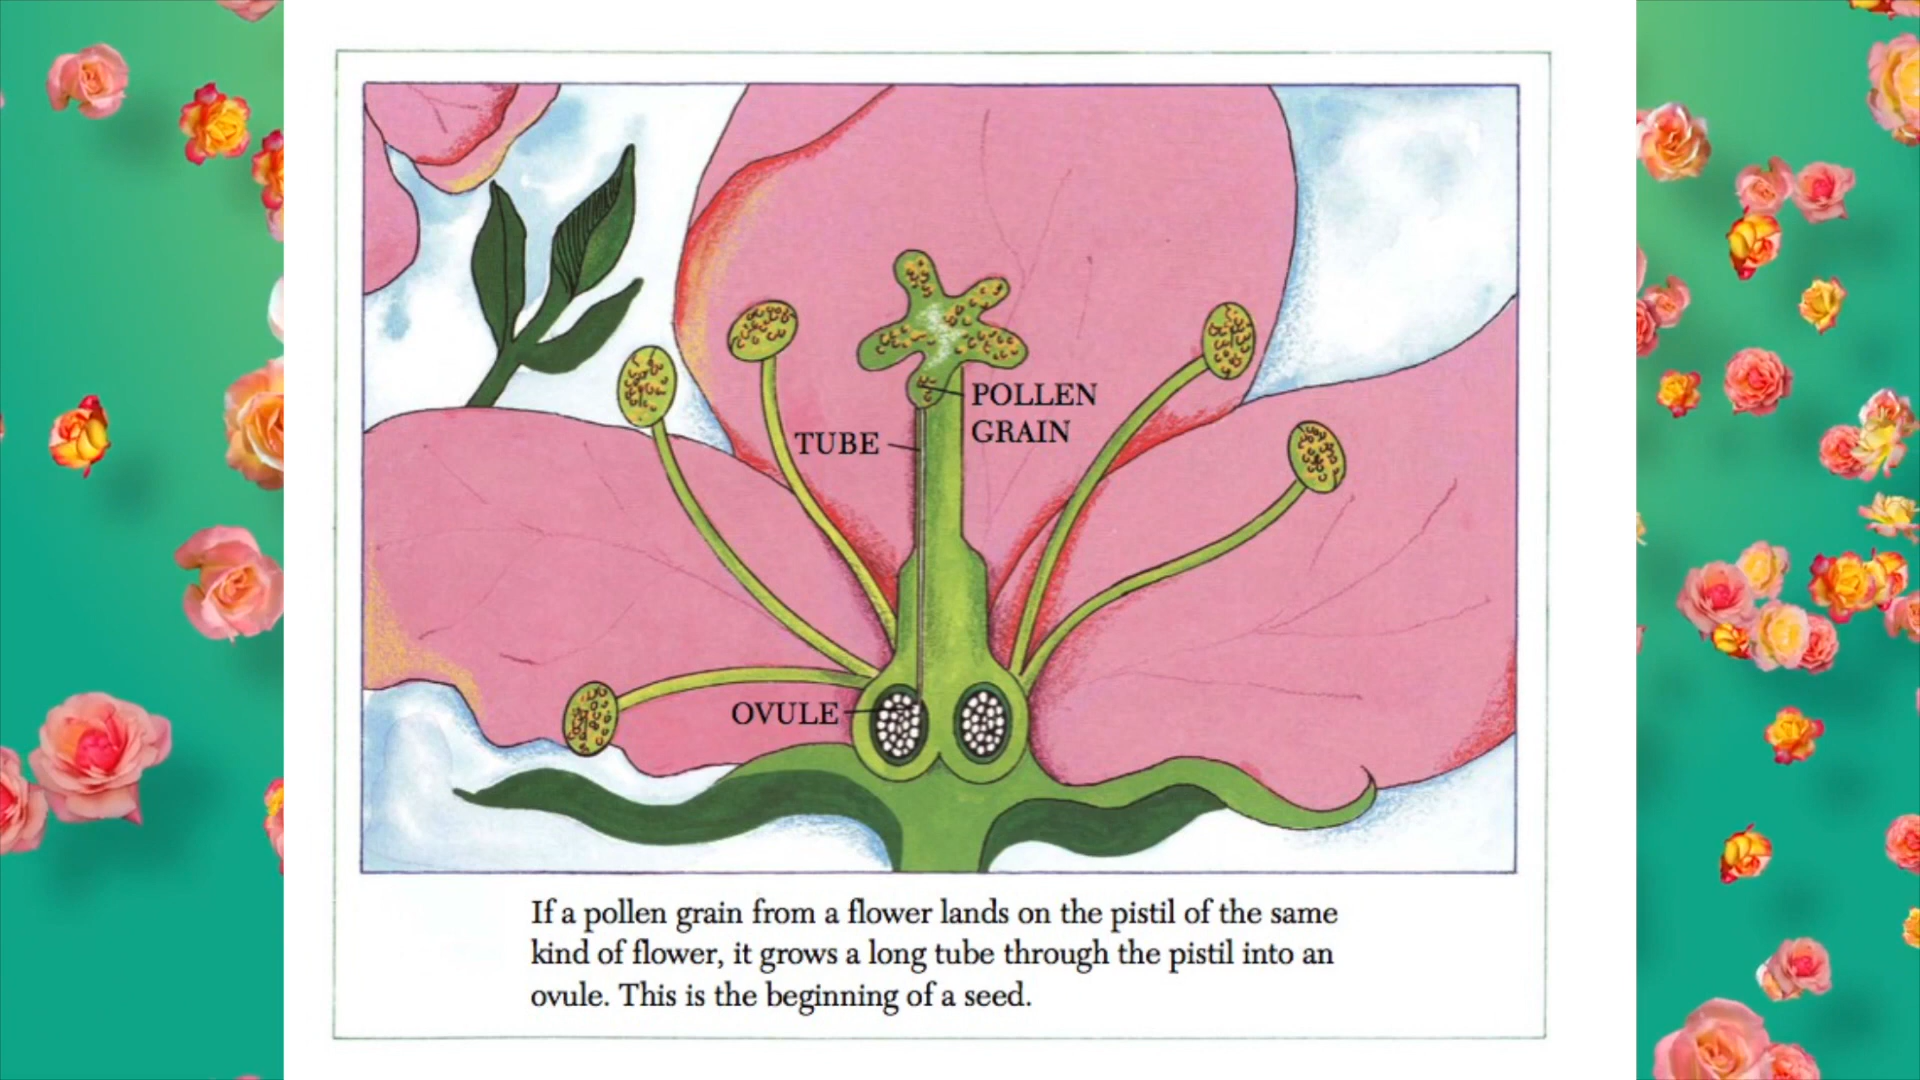 POLLEN
GRAIN
TUBE
OVULE
If a pollen grain from a flower lands on the pistil of the same
kind of flower, it grows a long tube through the pistil into an
ovule. This is the beginning of a seed.